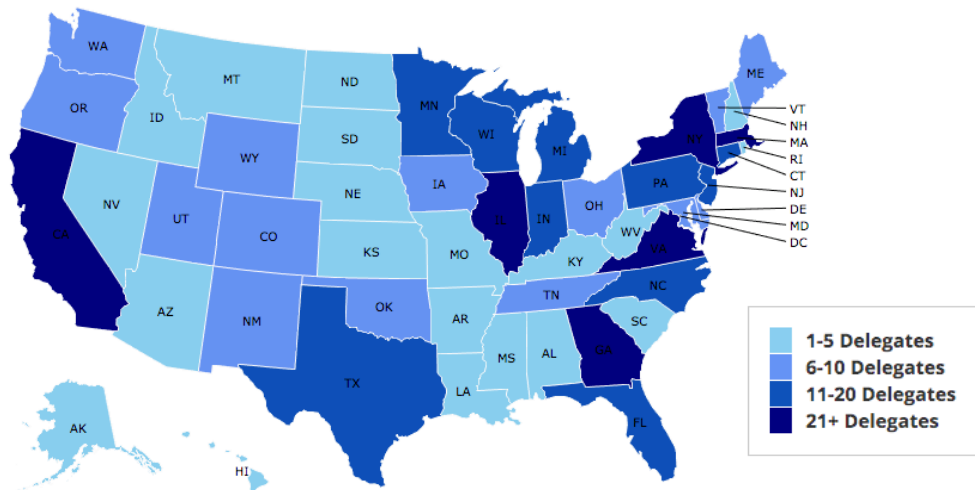 WA
ME
MT
ND
VT
OR
MN
NH
ID
WI
NY
MA
SD
MI
RI
WY
CT
PA
NJ
IA
NE
OH
DE
NV
IL
IN
MD
UT
WV
DC
CO
VA
CA
KS
MO
KY
NC
TN
OK
AZ
AR
SC
NM
1-5 Delegates
GA
MS
AL
6-10 Delegates
TX
LA
11-20 Delegates
21+ Delegates
FL
AK
HI